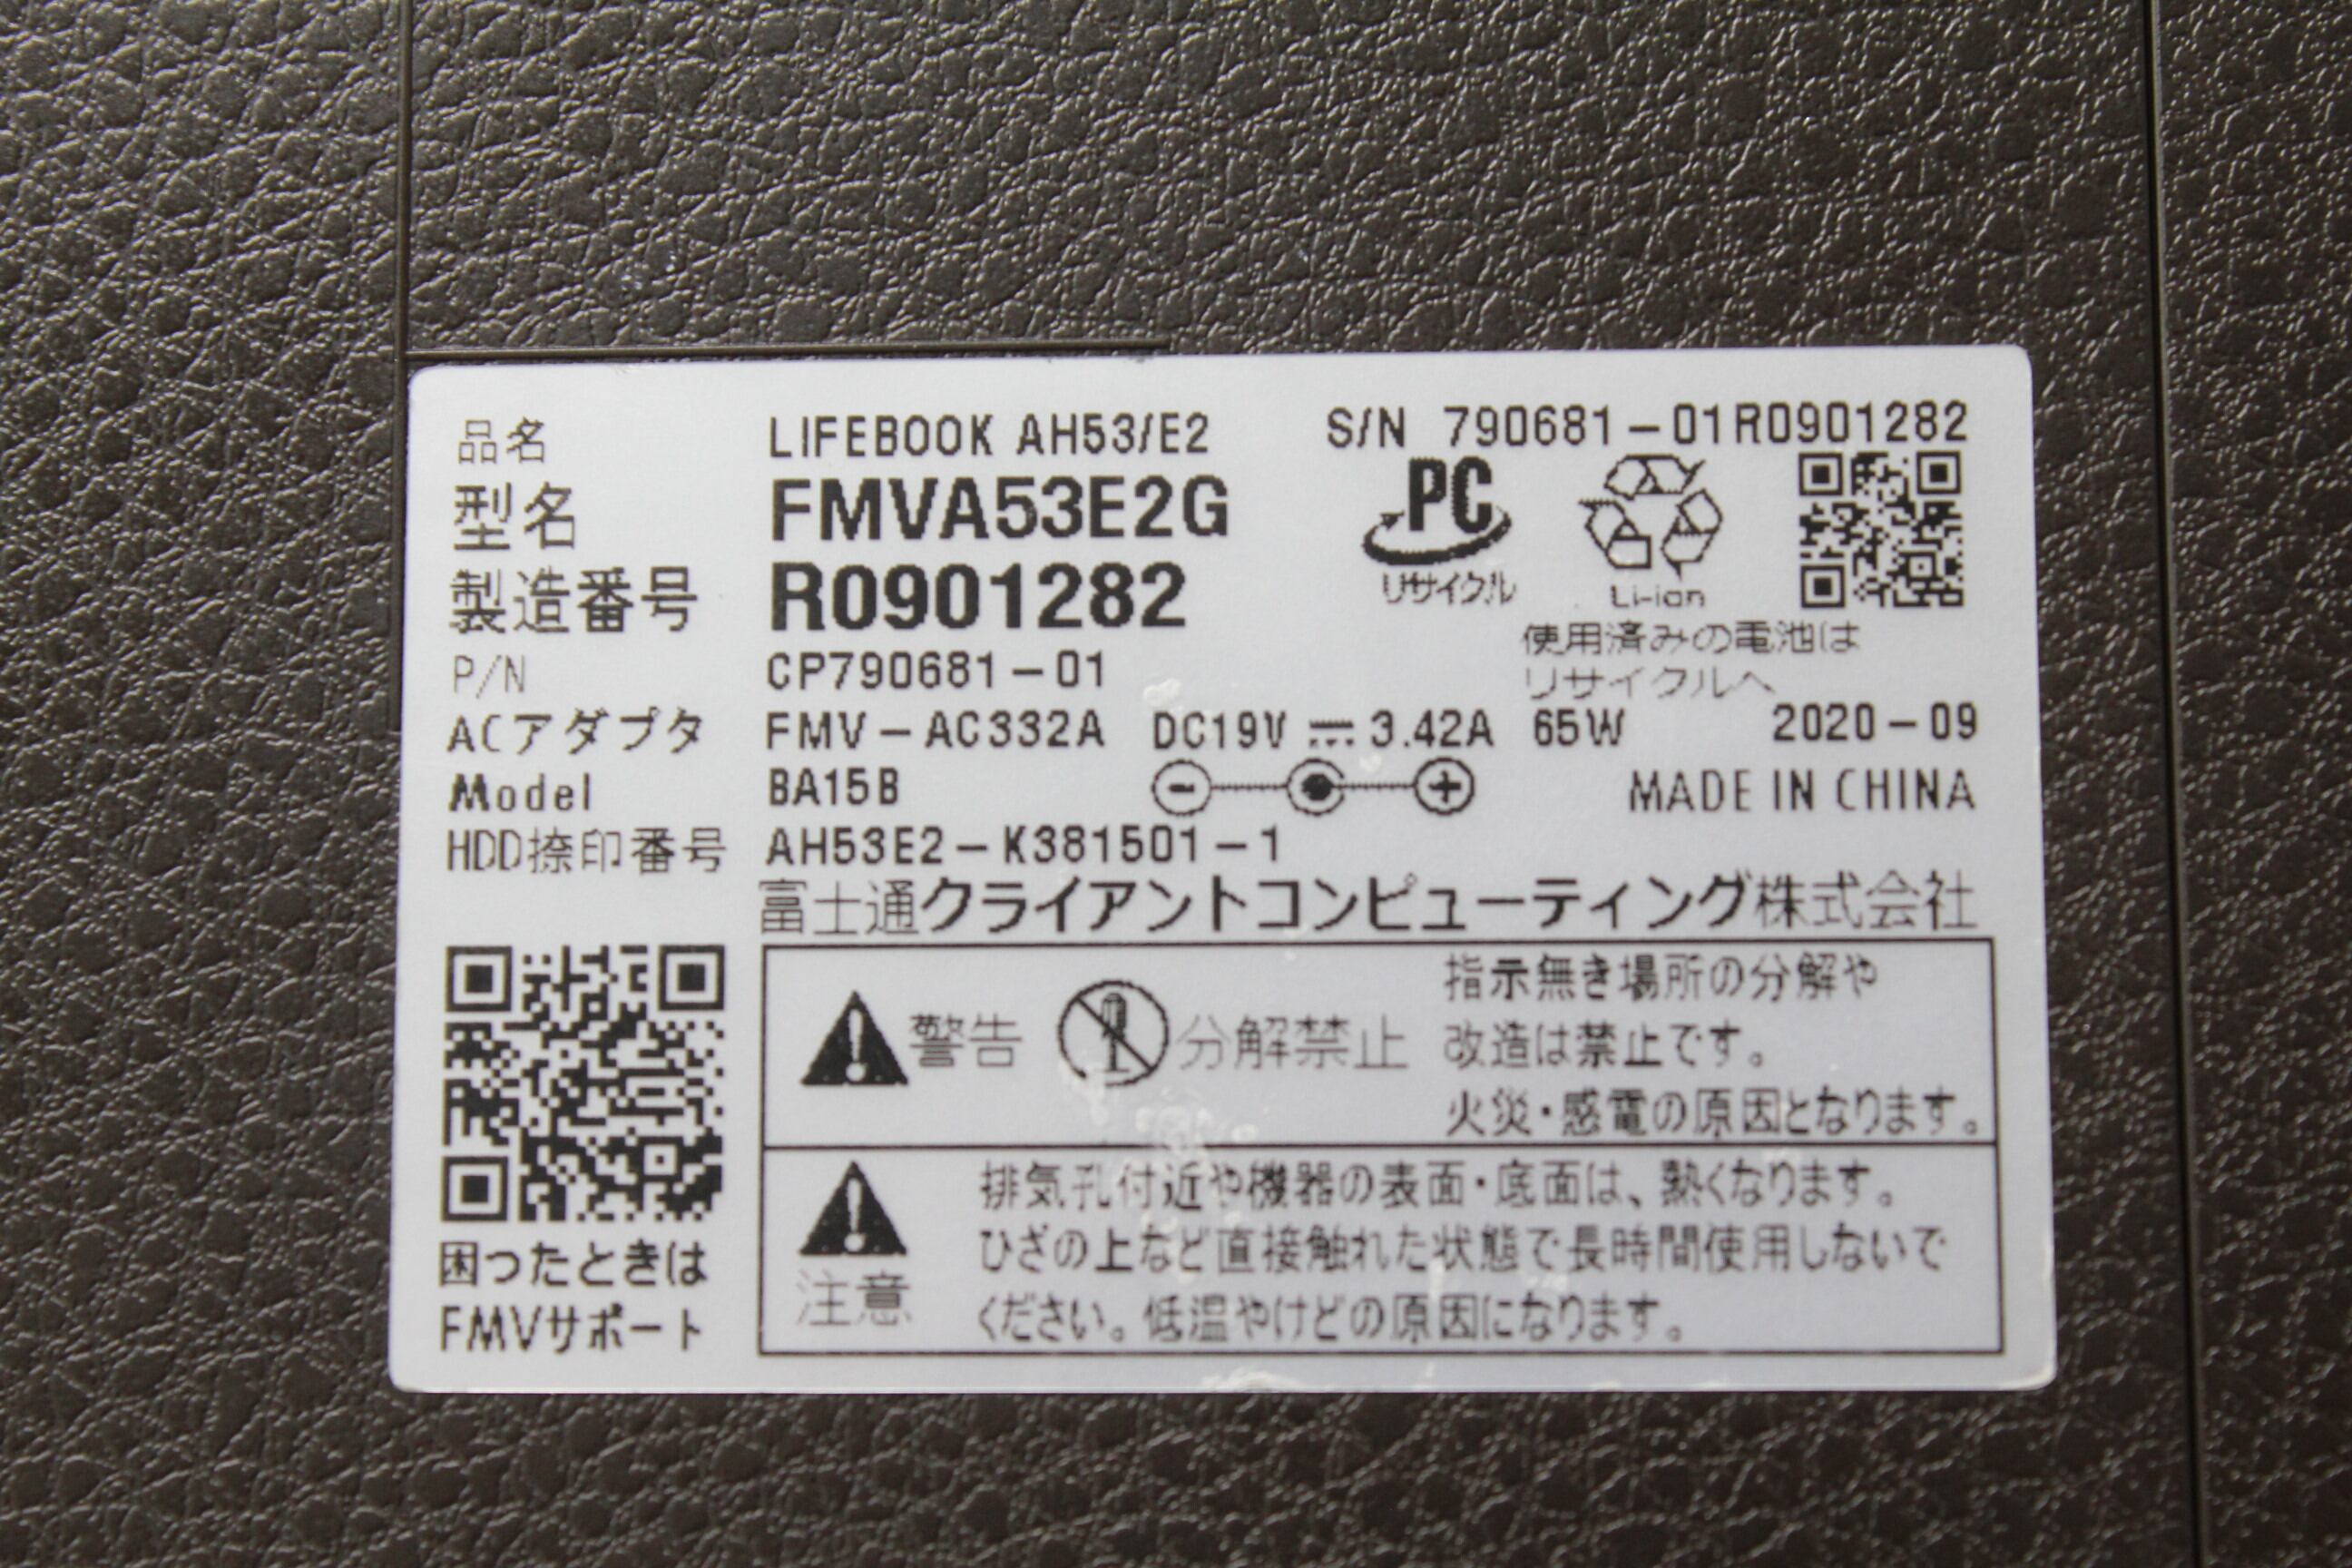 品名 LIFEBOOK AH53/E2 S/N 790681-01R0901282
型名 FMVA53E2G
製造番号 R0901282
PC
リサイクル
Li-ion
使用済みの電池は
リサイクルへ
P/N CP790681-01
ACアダプタ FMV-AC332A DC19V 3.42A 65W 2020-09
Model BA15B MADE IN CHINA
HDD捺印番号 AH53E2-K381501-1
富士通クライアントコンピューティング株式会社
警告 分解禁止
指示無き場所の分解や
改造は禁止です。
火災・感電の原因となります。
注意
排気孔付近や機器の表面・底面は、熱くなります。
ひざの上など直接触れた状態で長時間使用しないで
ください。低温やけどの原因になります。
困ったときは
FMVサポート